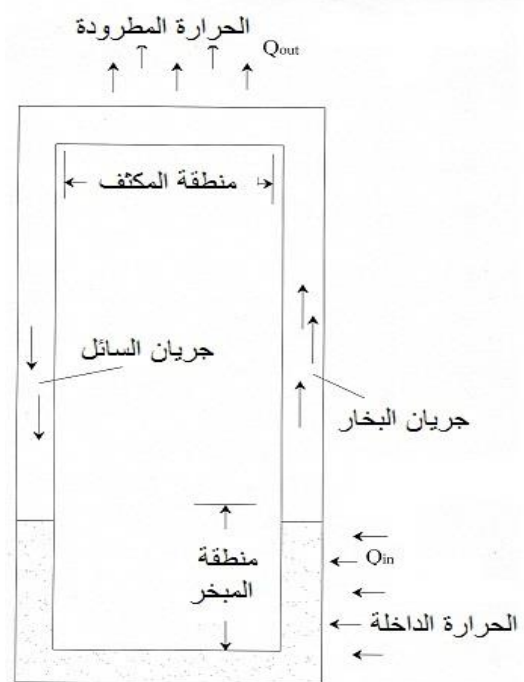 الحرارة المطرودة
Qout
منطقة المكثف
جريان السائل
جريان البخار
منطقة
المبخر
Qin
الحرارة الداخلة